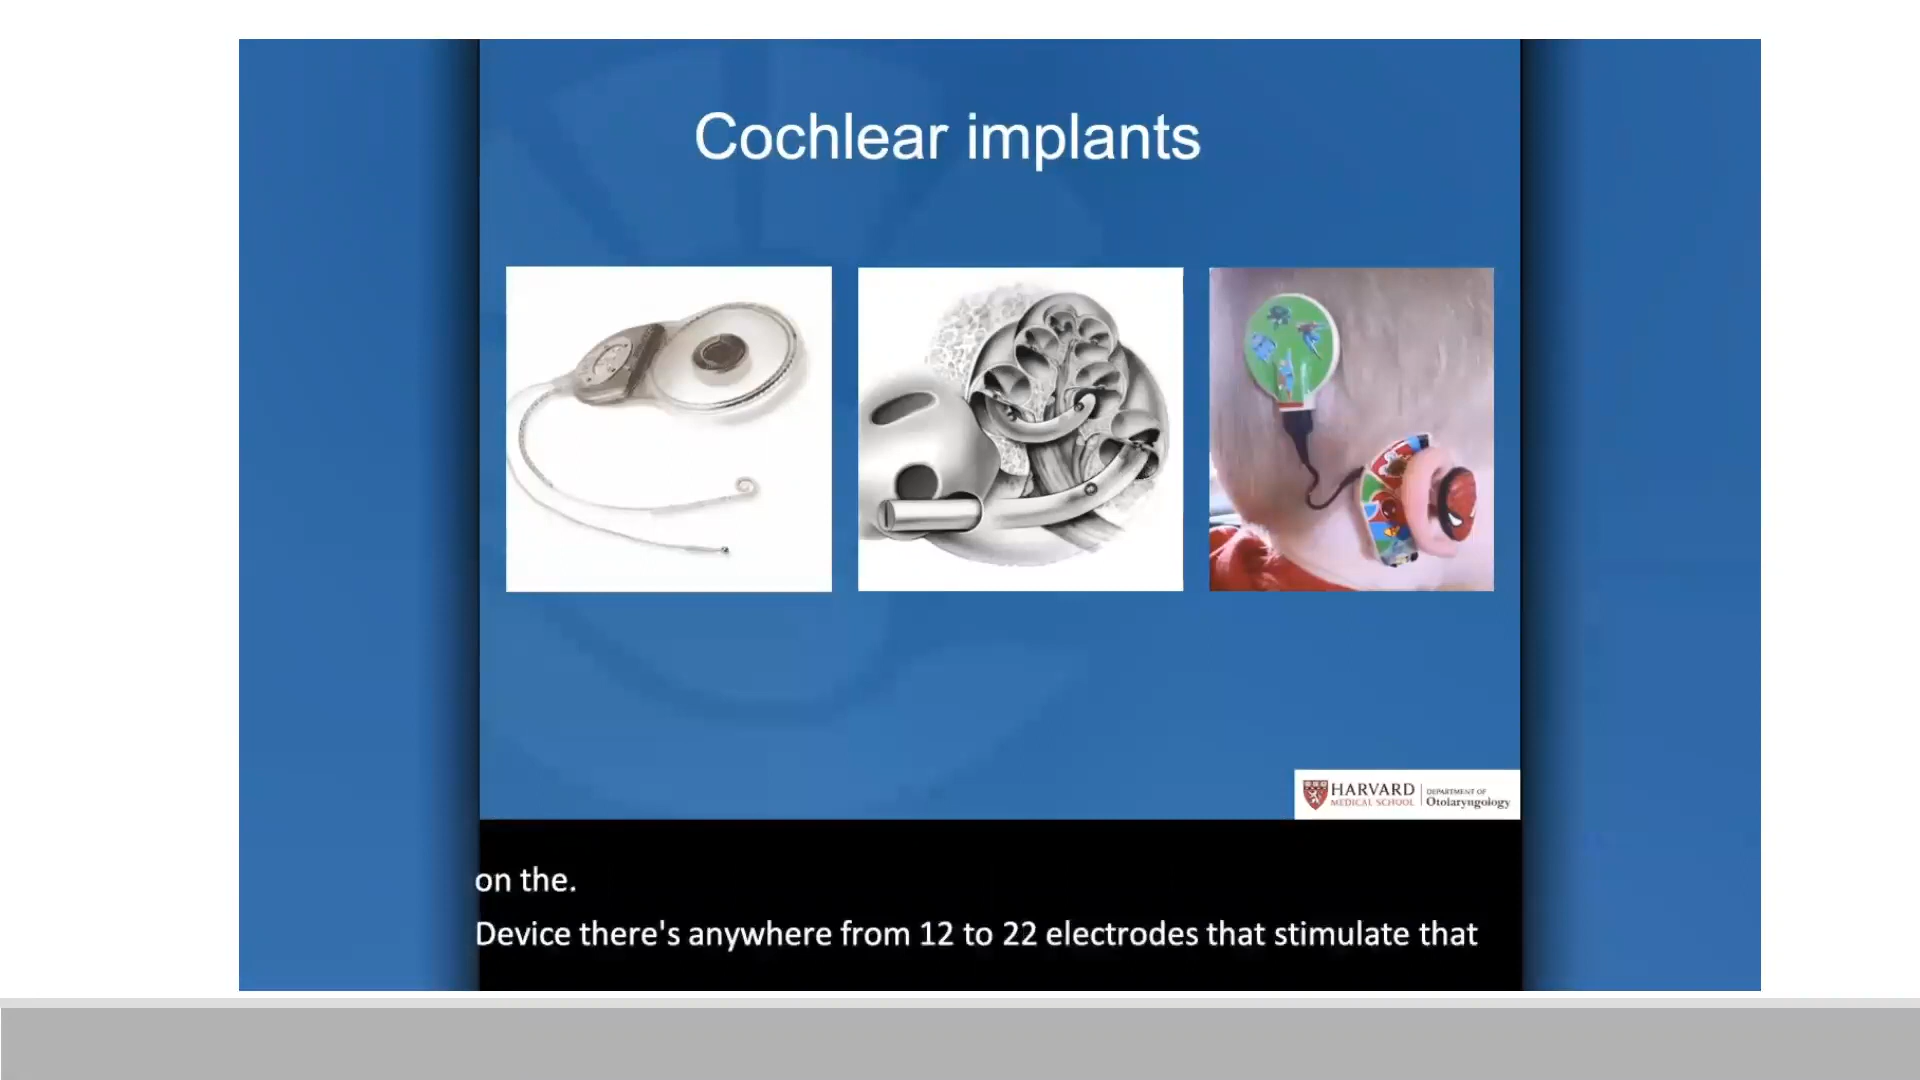 Cochlear implants
HARVARD
MEDICAL SCHOOL
DEPARTMENT OF
Otolaryngology
on the.
Device there's anywhere from 12 to 22 electrodes that stimulate that